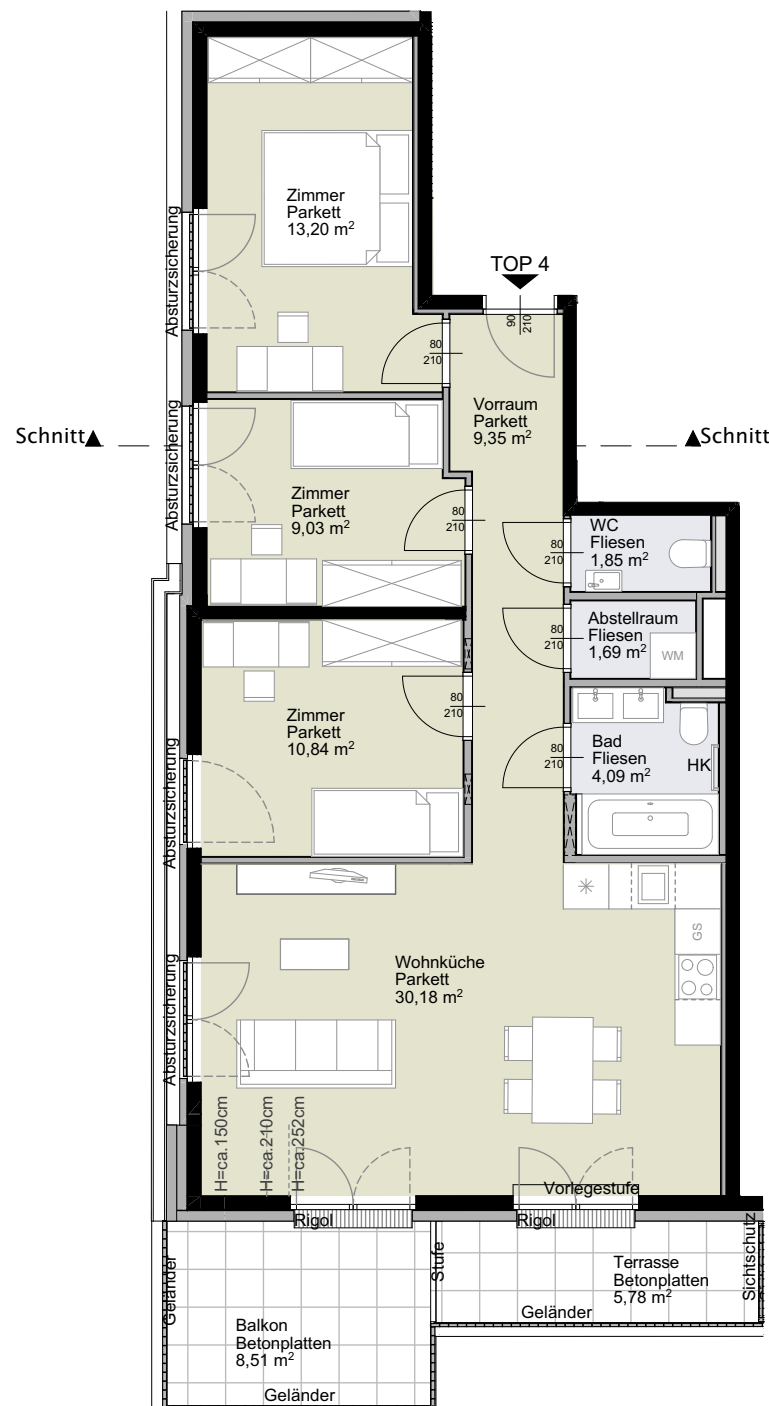 Zimmer
Parkett
13,20 m²
Absturzsicherung
TOP 4
90
210
80
210
Vorraum
Parkett
9,35 m²
Schnitt
Schnitt
Absturzsicherung
Zimmer
Parkett
9,03 m²
80
210
WC
Fliesen
1,85 m²
80
210
Abstellraum
Fliesen
1,69 m²
80
210
WM
Zimmer
Parkett
10,84 m²
80
210
Bad
Fliesen
4,09 m²
80
210
HK
Absturzsicherung
GS
Wohnküche
Parkett
30,18 m²
Absturzsicherung
H=ca.150cm
H=ca.210cm
H=ca.252cm
Vorlegestufe
Rigol
Rigol
Geländer
Stufe
Sichtschutz
Terrasse
Betonplatten
5,78 m²
Geländer
Balkon
Betonplatten
8,51 m²
Geländer